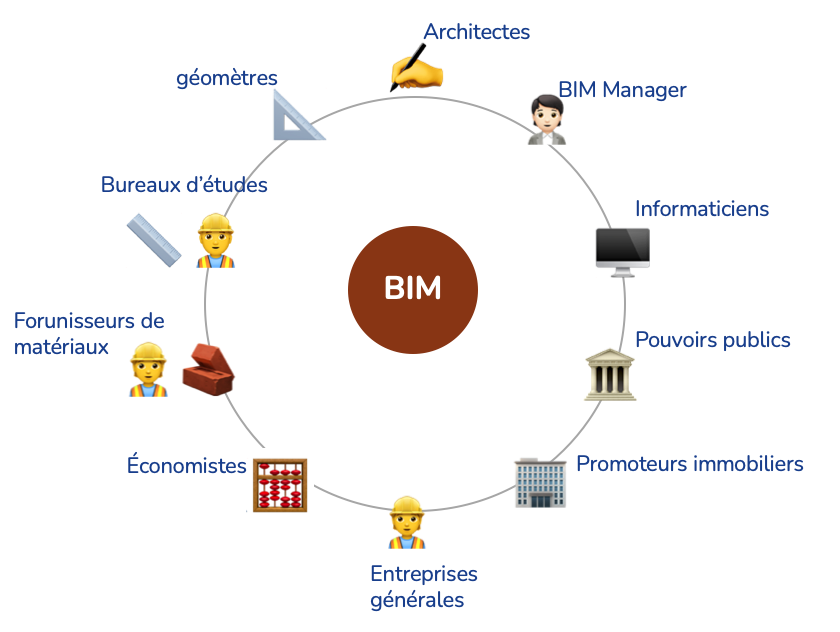 Architectes
géomètres
BIM Manager
Bureaux d’études
Informaticiens
BIM
Forunisseurs de
matériaux
Pouvoirs publics
Économistes
Promoteurs immobiliers
Entreprises
générales